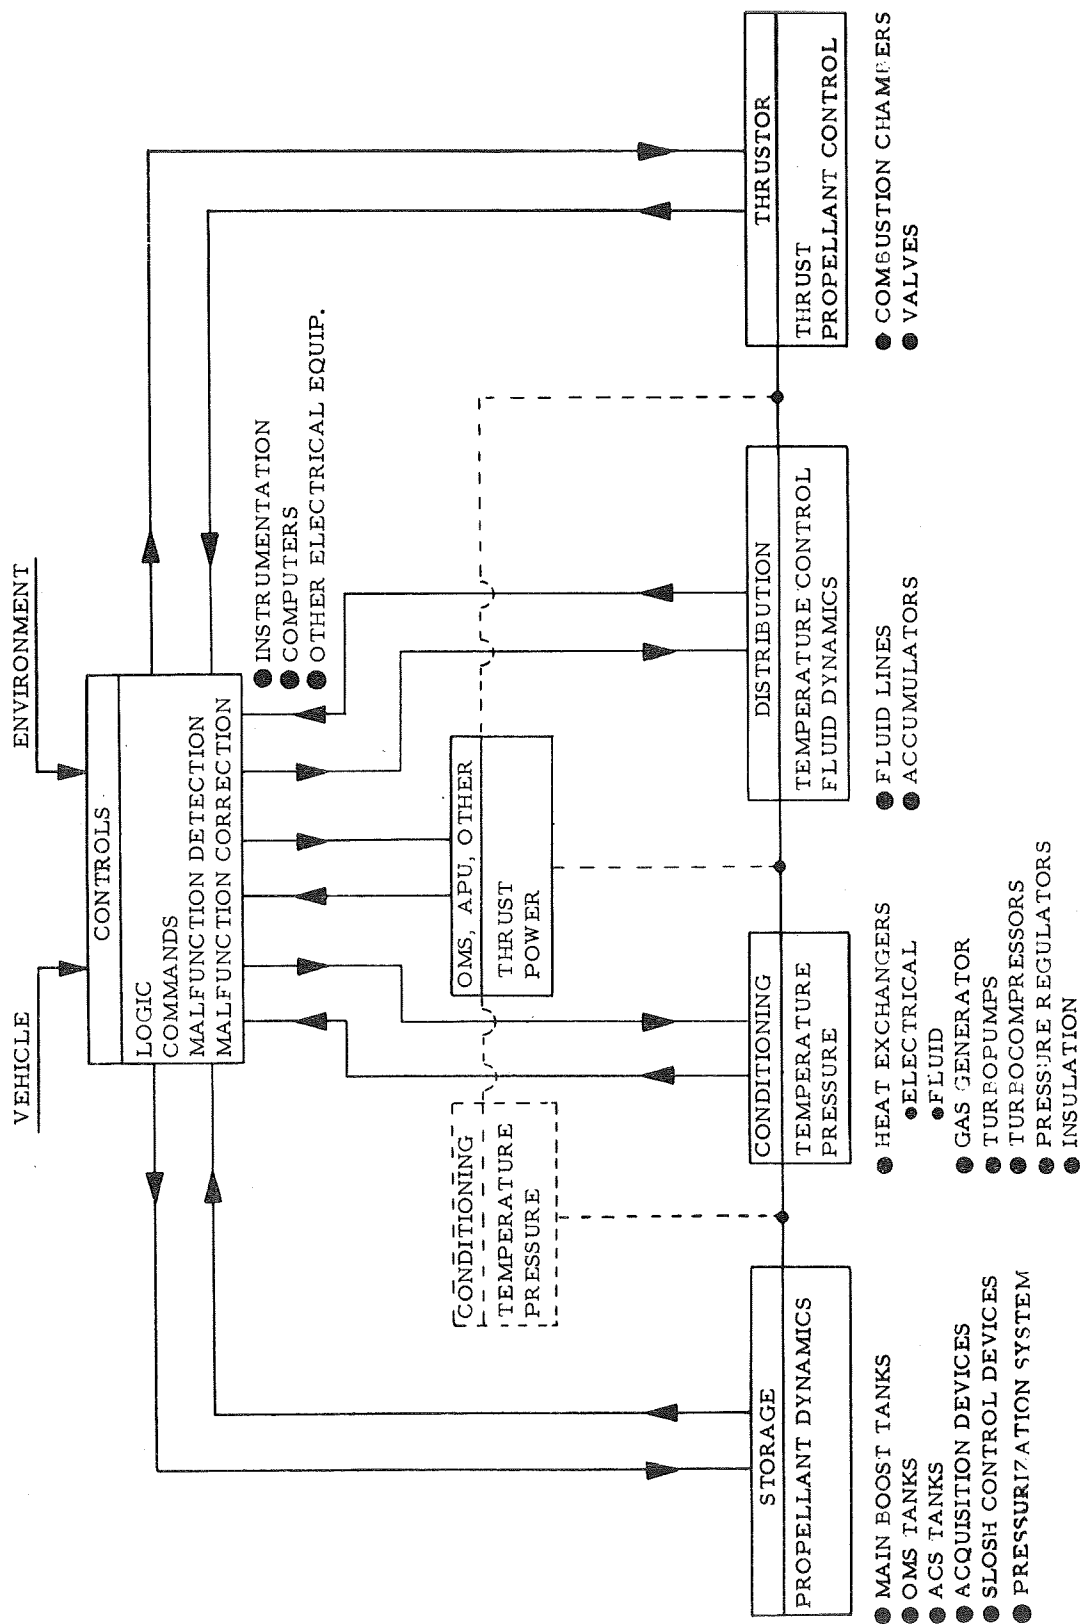 VEHICLE
ENVIRONMENT
CONTROLS
LOGIC
COMMANDS
MALFUNCTION DETECTION
MALFUNCTION CORRECTION
● INSTRUMENTATION
● COMPUTERS
● OTHER ELECTRICAL EQUIP.
CONDITIONING
TEMPERATURE
PRESSURE
OMS, APU, OTHER
THRUST
POWER
STORAGE
PROPELLANT DYNAMICS
● MAIN BOOST TANKS
● OMS TANKS
● ACS TANKS
● ACQUISITION DEVICES
● SLOSH CONTROL DEVICES
● PRESSURIZATION SYSTEM
CONDITIONING
TEMPERATURE
PRESSURE
● HEAT EXCHANGERS
● ELECTRICAL
● FLUID
● GAS GENERATOR
● TURBOPUMPS
● TURBOCOMPRESSORS
● PRESSURE REGULATORS
● INSULATION
DISTRIBUTION
TEMPERATURE CONTROL
FLUID DYNAMICS
● FLUID LINES
● ACCUMULATORS
THRUSTOR
THRUST
PROPELLANT CONTROL
● COMBUSTION CHAMBERS
● VALVES